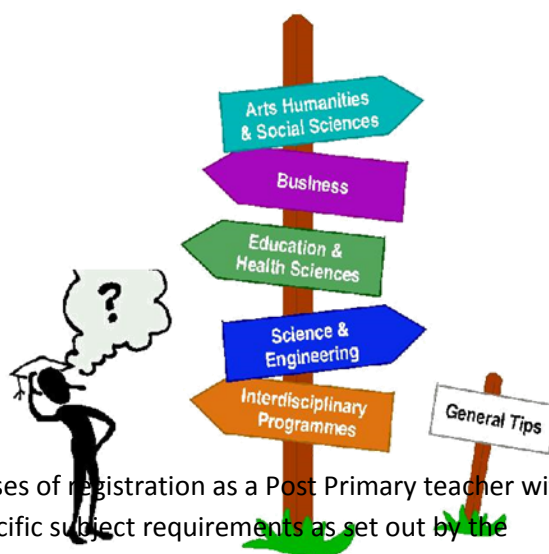 Arts Humanities
& Social Sciences
Business
Education &
Health Sciences
?
Science &
Engineering
Interdisciplinary
Programmes
General Tips
ses of registration as a Post Primary teacher wi
cific subject requirements as set out by the